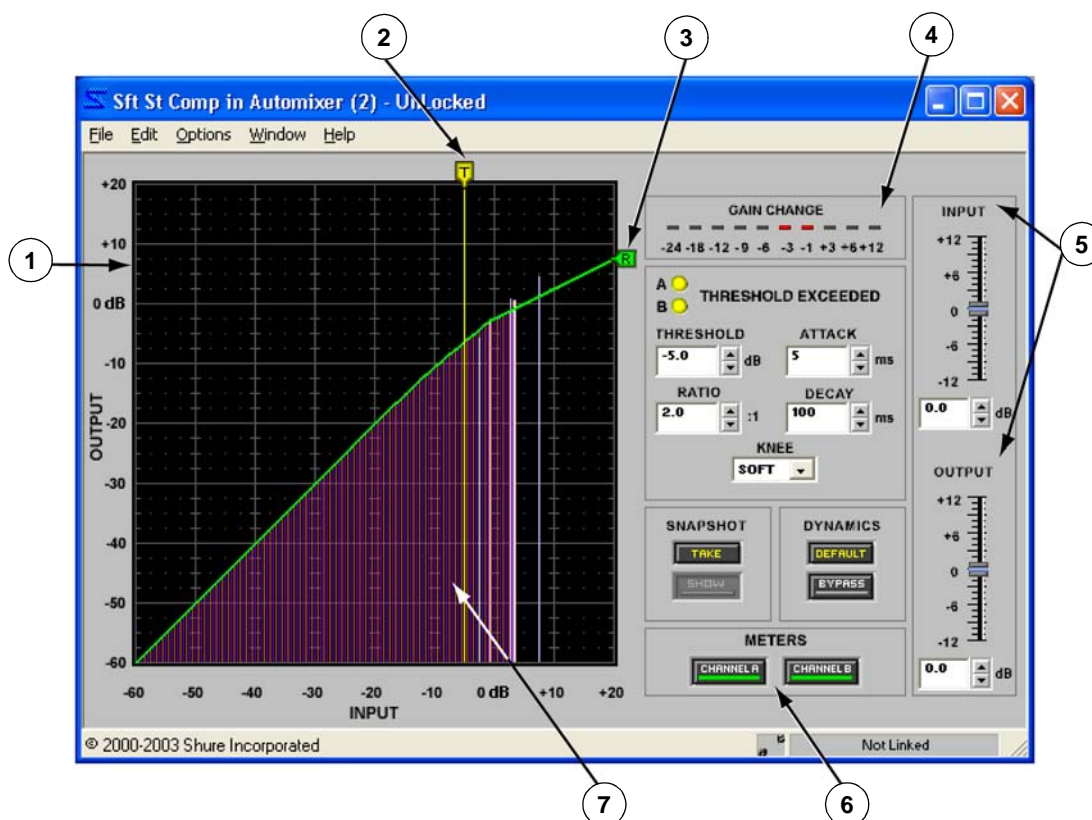 2
3
4
Sft St Comp in Automixer (2) - UnLocked
File Edit Options Window Help
T
+20
+10
0 dB
-10
-20
-30
-40
-50
-60
OUTPUT
1
R
-60 -50 -40 -30 -20 -10 0 dB +10 +20
INPUT
GAIN CHANGE
-24 -18 -12 -9 -6 -3 -1 +3 +6 +12
A
B
THRESHOLD EXCEEDED
THRESHOLD ATTACK
-5.0 dB 5 ms
RATIO DECAY
2.0 :1 100 ms
KNEE
SOFT
SNAPSHOT
TAKE
SHOW
DYNAMICS
DEFAULT
BYPASS
METERS
CHANNEL A CHANNEL B
INPUT
+12
+6
0
-6
-12
0.0 dB
5
OUTPUT
+12
+6
0
-6
-12
0.0 dB
© 2000-2003 Shure Incorporated
Not Linked
7
6